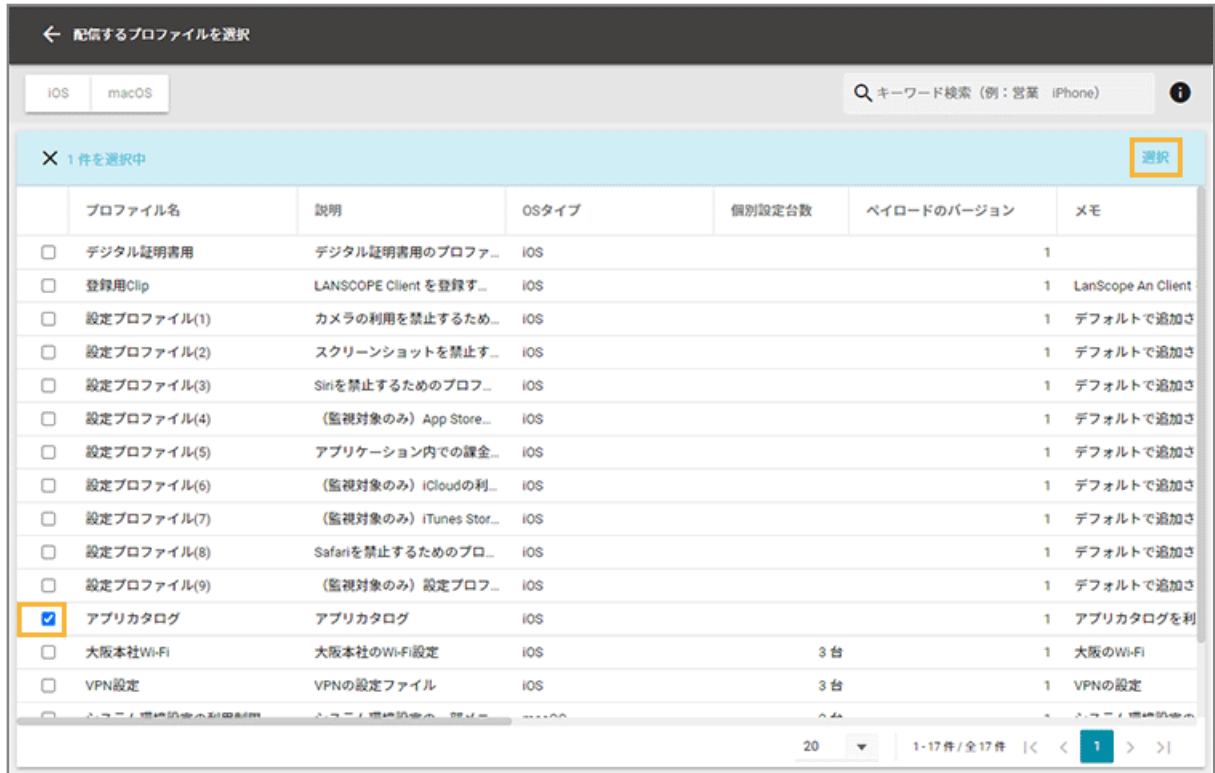 配信するプロファイルを選択
iOS macOS キーワード検索（例：営業 iPhone）
1 件を選択中 選択
プロファイル名 説明 OSタイプ 個別設定台数 ペイロードのバージョン メモ
デジタル証明書用 デジタル証明書用のプロファ... iOS 1
登録用Clip LANSCOPE Client を登録す... iOS 1 LanScope An Client
設定プロファイル(1) カメラの利用を禁止するため... iOS 1 デフォルトで追加さ
設定プロファイル(2) スクリーンショットを禁止す... iOS 1 デフォルトで追加さ
設定プロファイル(3) Siriを禁止するためのプロフ... iOS 1 デフォルトで追加さ
設定プロファイル(4) （監視対象のみ）App Store... iOS 1 デフォルトで追加さ
設定プロファイル(5) アプリケーション内での課金... iOS 1 デフォルトで追加さ
設定プロファイル(6) （監視対象のみ）iCloudの利... iOS 1 デフォルトで追加さ
設定プロファイル(7) （監視対象のみ）iTunes Stor... iOS 1 デフォルトで追加さ
設定プロファイル(8) Safariを禁止するためのプロ... iOS 1 デフォルトで追加さ
設定プロファイル(9) （監視対象のみ）設定プロフ... iOS 1 デフォルトで追加さ
アプリカタログ アプリカタログ iOS 1 アプリカタログを利
大阪本社Wi-Fi 大阪本社のWi-Fi設定 iOS 3 台 1 大阪のWi-Fi
VPN設定 VPNの設定ファイル iOS 3 台 1 VPNの設定
20 1 - 17 件 / 全 17 件 1